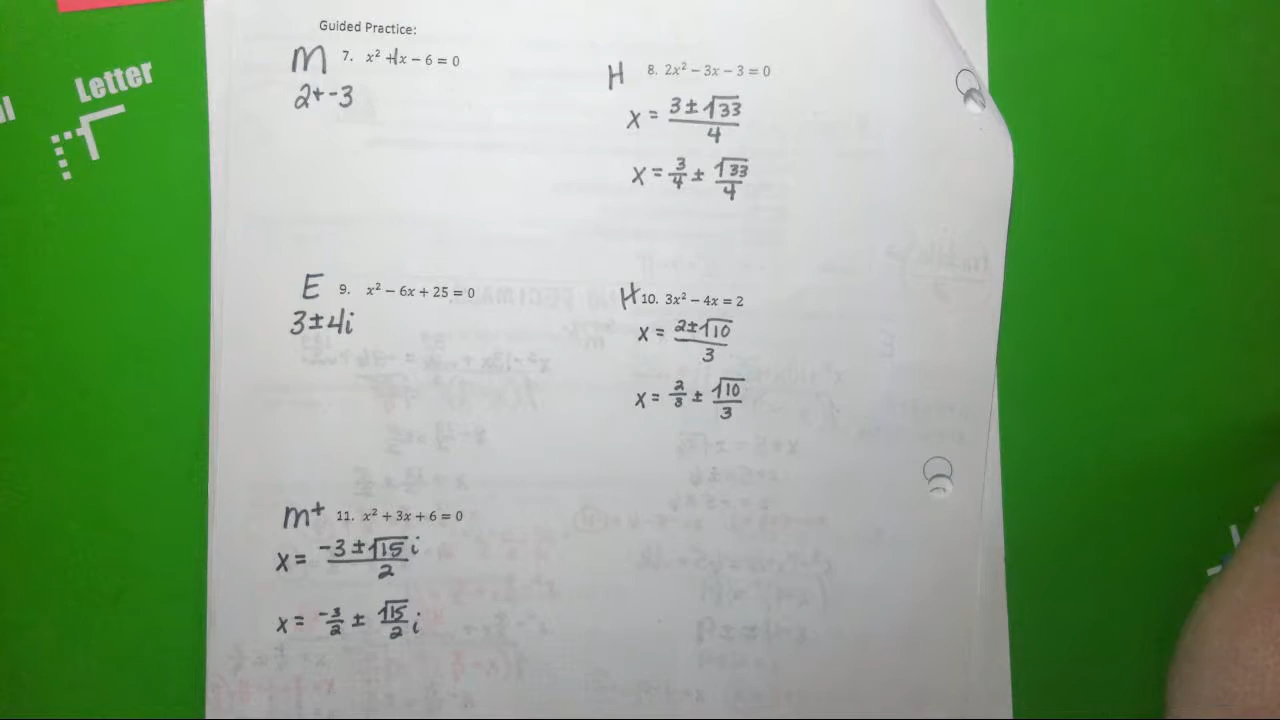 Guided Practice:
M 7. x² + 1x − 6 = 0
2 + -3
H 8. 2x² − 3x − 3 = 0
x = (3 ± √33)/4
x = 3/4 ± √33/4
E 9. x² − 6x + 25 = 0
3 ± 4i
H 10. 3x² − 4x = 2
x = (2 ± √10)/3
x = 2/3 ± √10/3
M+ 11. x² + 3x + 6 = 0
x = (-3 ± √15 i)/2
x = -3/2 ± √15/2 i
Letter